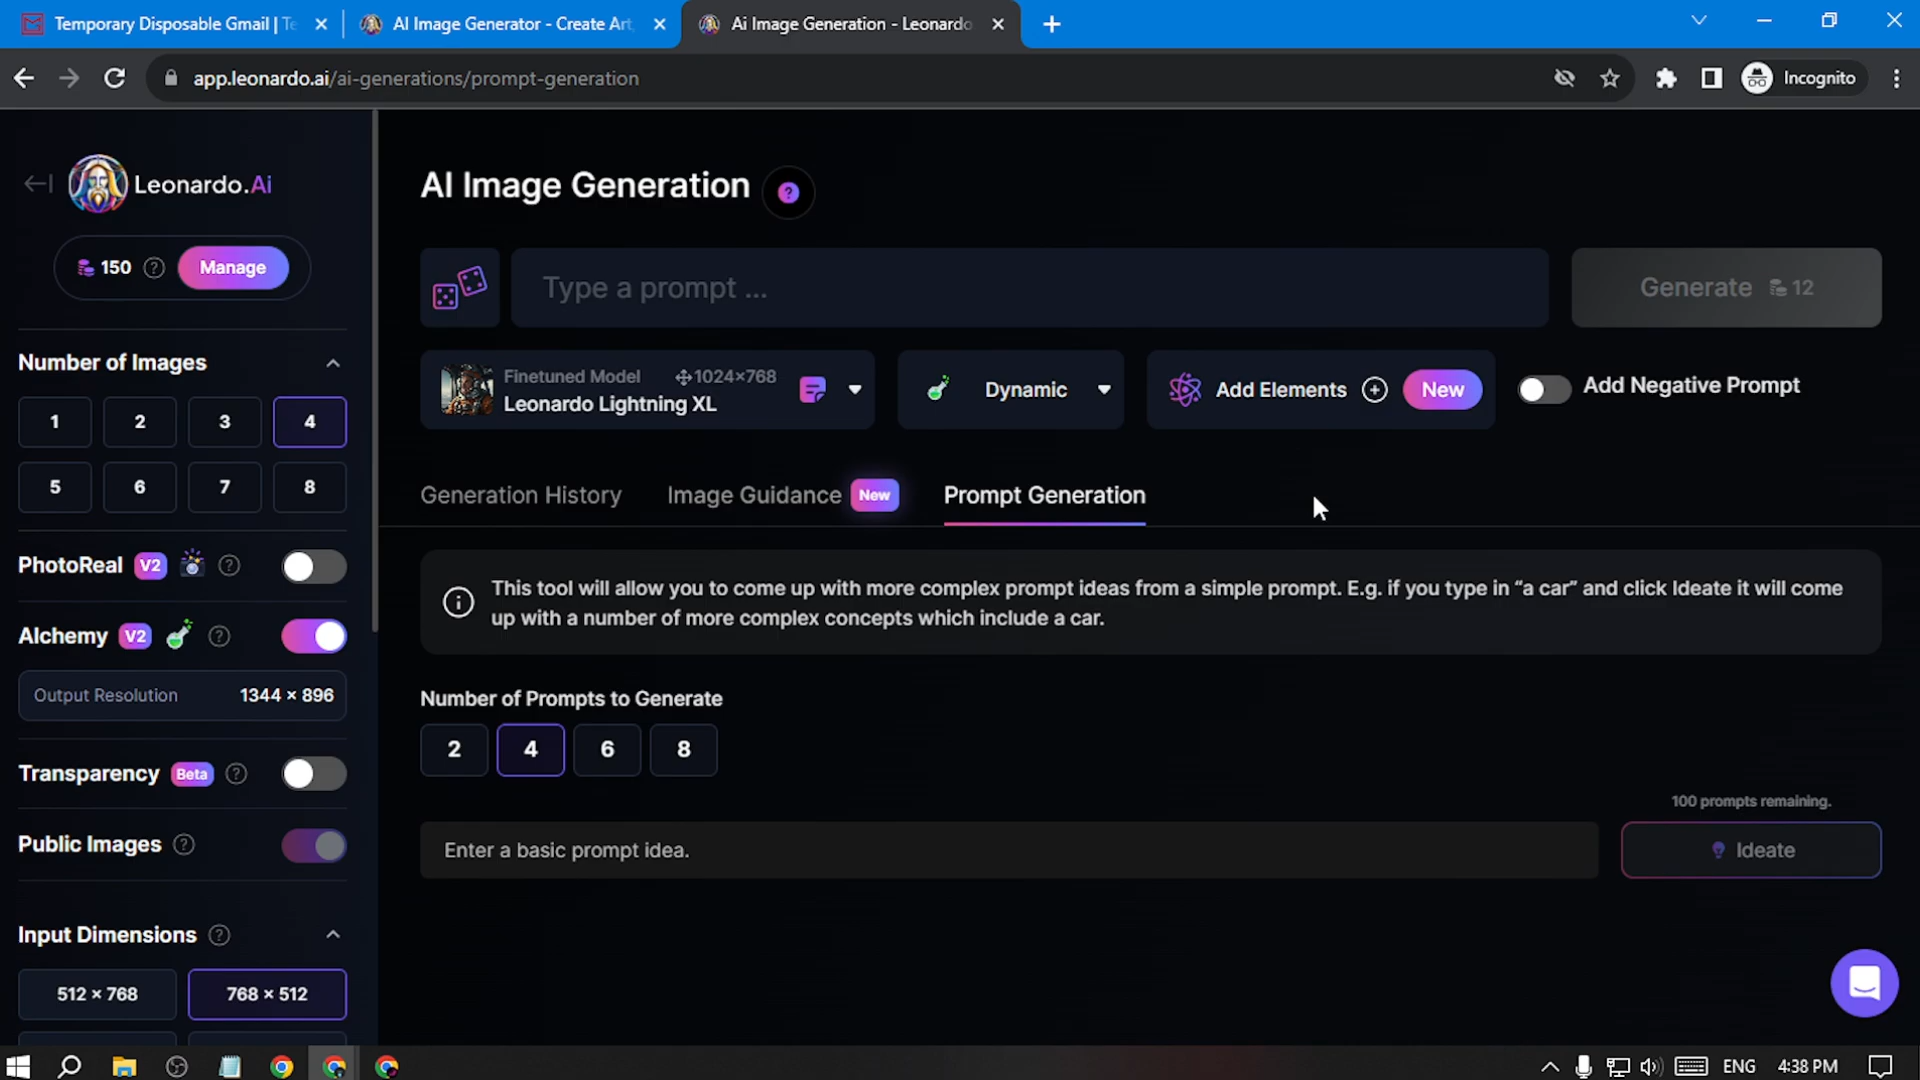 Temporary Disposable Gmail | Te
AI Image Generator - Create Art,
Ai Image Generation - Leonardo
app.leonardo.ai/ai-generations/prompt-generation
Incognito
Leonardo.Ai
150 ? Manage
Number of Images
1 2 3 4
5 6 7 8
PhotoReal V2 ?
Alchemy V2 ?
Output Resolution 1344 × 896
Transparency Beta ?
Public Images ?
Input Dimensions ?
512 × 768 768 × 512
AI Image Generation ?
Type a prompt ...
Generate 12
Finetuned Model 1024×768
Leonardo Lightning XL
Dynamic
Add Elements New
Add Negative Prompt
Generation History Image Guidance New Prompt Generation
This tool will allow you to come up with more complex prompt ideas from a simple prompt. E.g. if you type in “a car” and click Ideate it will come
up with a number of more complex concepts which include a car.
Number of Prompts to Generate
2 4 6 8
100 prompts remaining.
Enter a basic prompt idea.
Ideate
ENG 4:38 PM